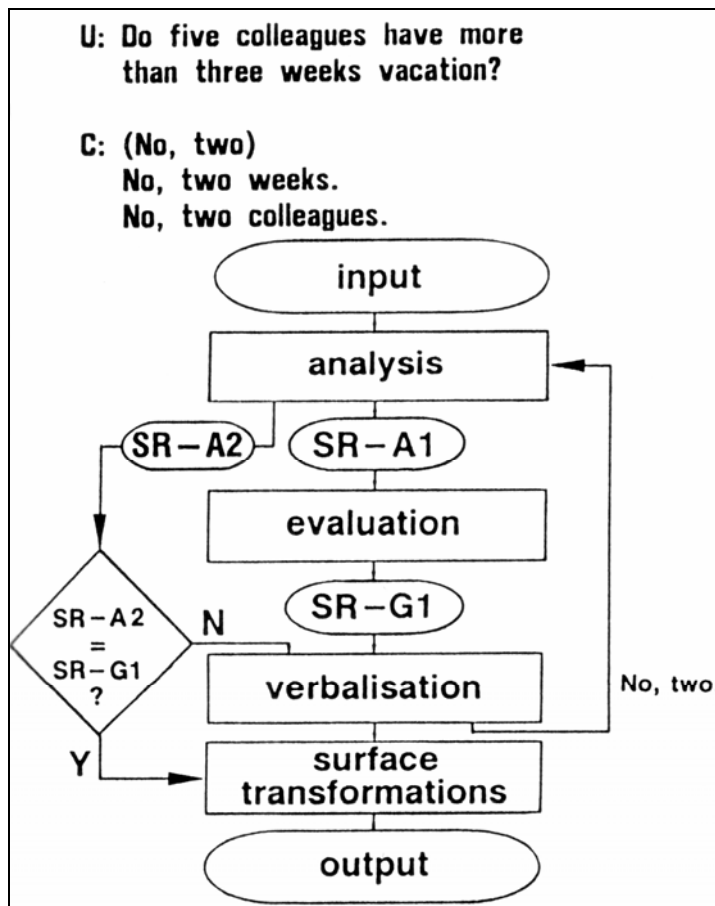 U: Do five colleagues have more
than three weeks vacation?
C: (No, two)
No, two weeks.
No, two colleagues.
input
analysis
SR-A2
SR-A1
evaluation
SR-A2
=
SR-G1
?
N
SR-G1
verbalisation
No, two
Y
surface
transformations
output